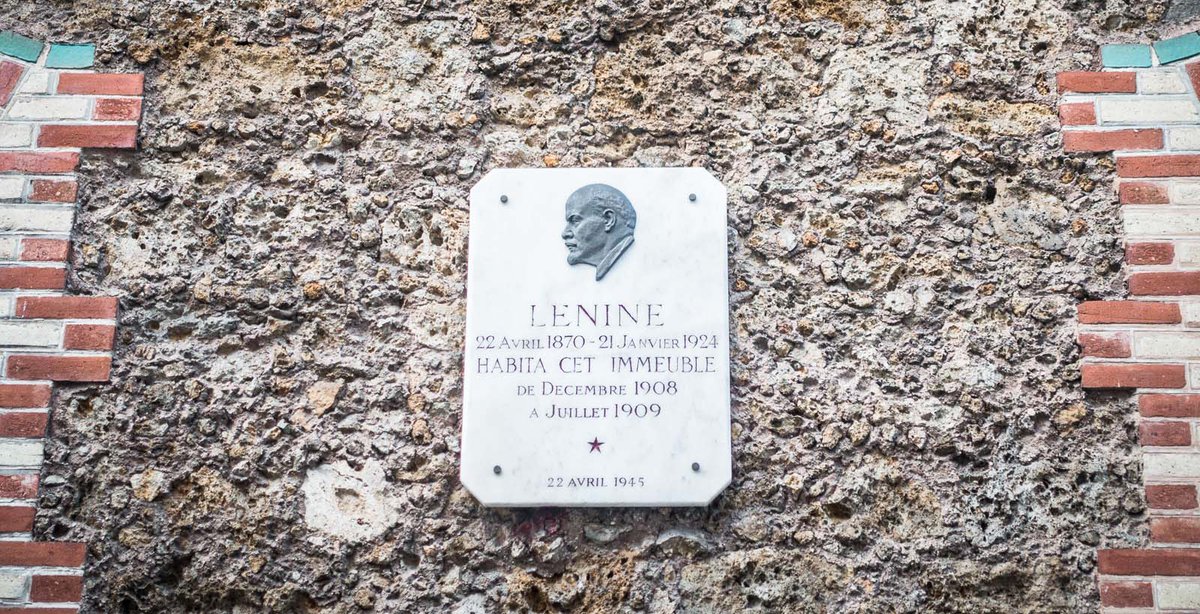 LENINE
22 AVRIL 1870 - 21 JANVIER 1924
HABITA CET IMMEUBLE
DE DECEMBRE 1908
A JUILLET 1909
22 AVRIL 1945